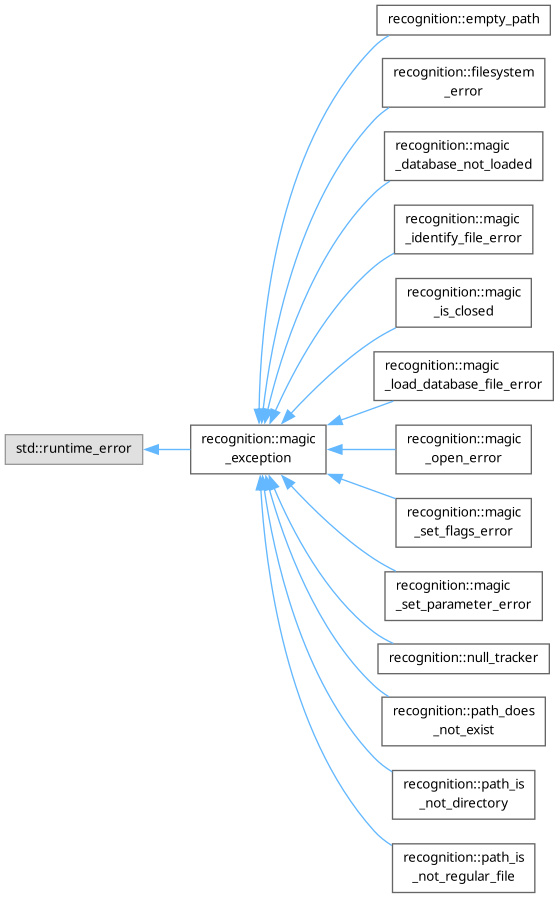 recognition::empty_path
recognition::filesystem
_error
recognition::magic
_database_not_loaded
recognition::magic
_identify_file_error
recognition::magic
_is_closed
recognition::magic
_load_database_file_error
std::runtime_error
recognition::magic
_exception
recognition::magic
_open_error
recognition::magic
_set_flags_error
recognition::magic
_set_parameter_error
recognition::null_tracker
recognition::path_does
_not_exist
recognition::path_is
_not_directory
recognition::path_is
_not_regular_file